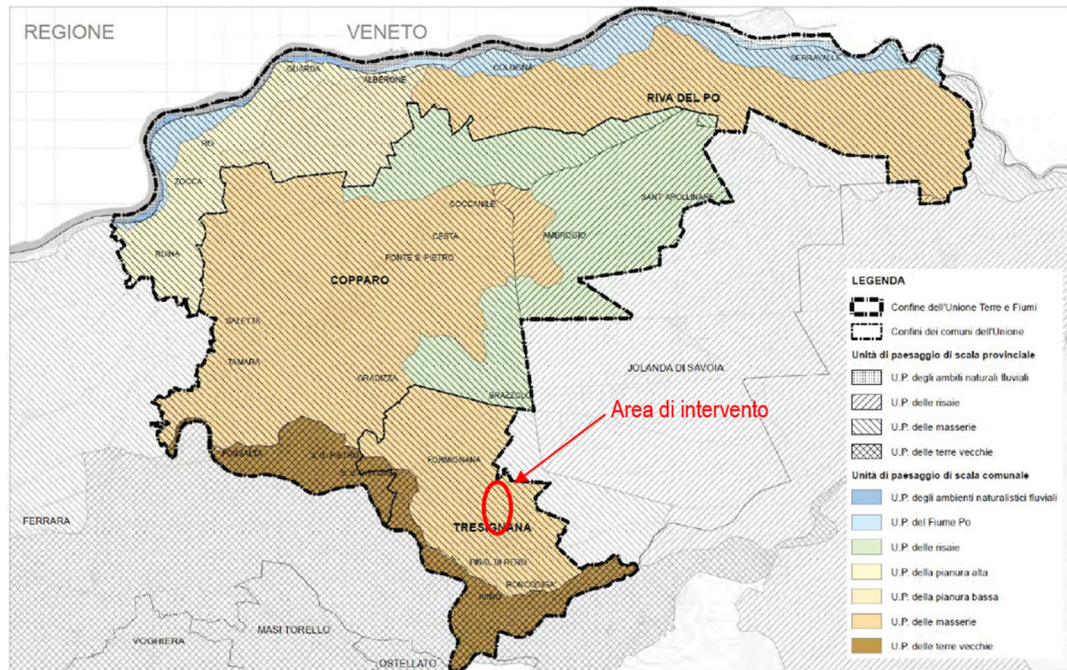 REGIONE VENETO
GUARDA
ALBERONE
COLOGNA
SERRAVALLE
RIVA DEL PO
RO
ZOCCA
SANT'APOLLINARE
COCCANILE
CESTA
AMBROGIO
PONTE S. PIETRO
RUINA
COPPARO
SALETTA
TAMARA
GRADIZZA
BRAZZOLO
JOLANDA DI SAVOIA
Area di intervento
FOSSALTA
FORMIGNANA
FERRARA
TRESIGNANA
FINAL DI RERO
RONCODIGA'
RERO
MASI TORELLO
VOGHIERA
OSTELLATO
LEGENDA
Confine dell'Unione Terre e Fiumi
Confini dei comuni dell'Unione
Unità di paesaggio di scala provinciale
U.P. degli ambiti naturali fluviali
U.P. delle risaie
U.P. delle masserie
U.P. delle terre vecchie
Unità di paesaggio di scala comunale
U.P. degli ambienti naturalistici fluviali
U.P. del Fiume Po
U.P. delle risaie
U.P. della pianura alta
U.P. della pianura bassa
U.P. delle masserie
U.P. delle terre vecchie